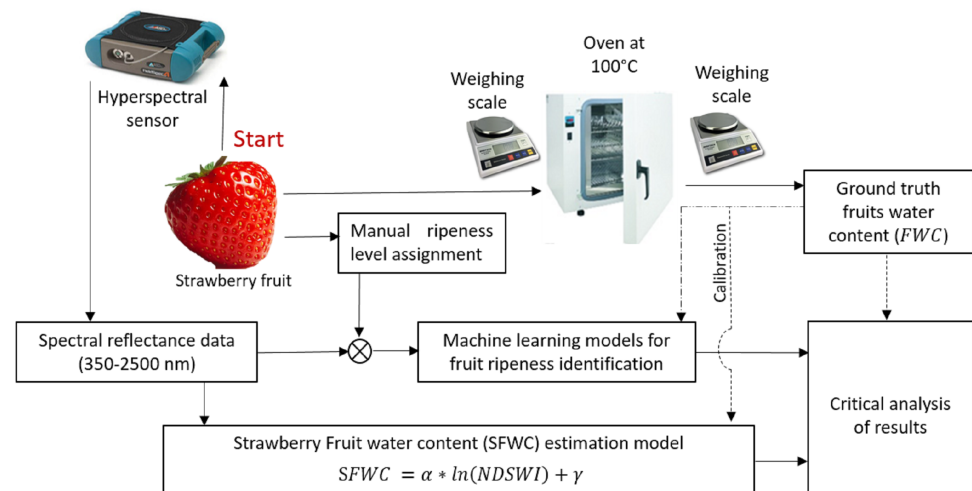 Hyperspectral
sensor
Start
Strawberry fruit
Weighing
scale
Oven at
100°C
Weighing
scale
Ground truth
fruits water
content (FWC)
Manual ripeness
level assignment
Calibration
Spectral reflectance data
(350-2500 nm)
Machine learning models for
fruit ripeness identification
Critical analysis
of results
Strawberry Fruit water content (SFWC) estimation model
SFWC = α ∗ ln(NDSWI) + γ